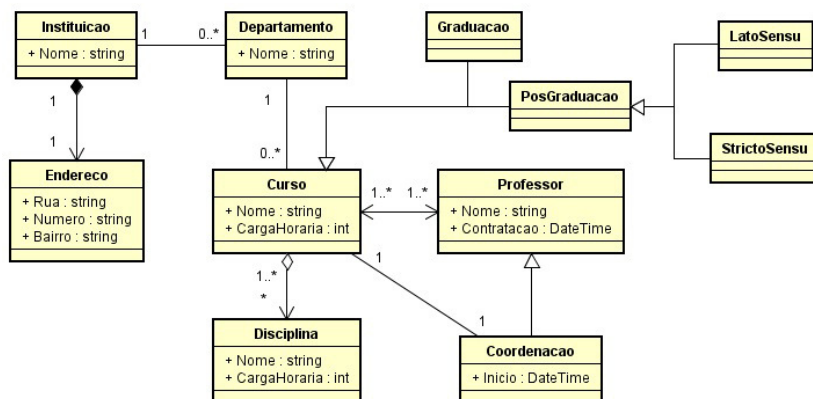 Instituicao
+ Nome : string
1
0..*
Departamento
+ Nome : string
Graduacao
LatoSensu
PosGraduacao
StrictoSensu
1
1
1
0..*
Endereco
+ Rua : string
+ Numero : string
+ Bairro : string
Curso
+ Nome : string
+ CargaHoraria : int
1..*
1..*
Professor
+ Nome : string
+ Contratacao : DateTime
1..*
*
1
1
Disciplina
+ Nome : string
+ CargaHoraria : int
Coordenacao
+ Inicio : DateTime